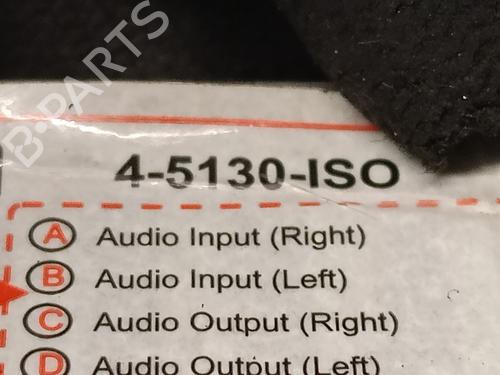 B-PARTS
4-5130-ISO
A Audio Input (Right)
B Audio Input (Left)
C Audio Output (Right)
D Audio Output (Left)